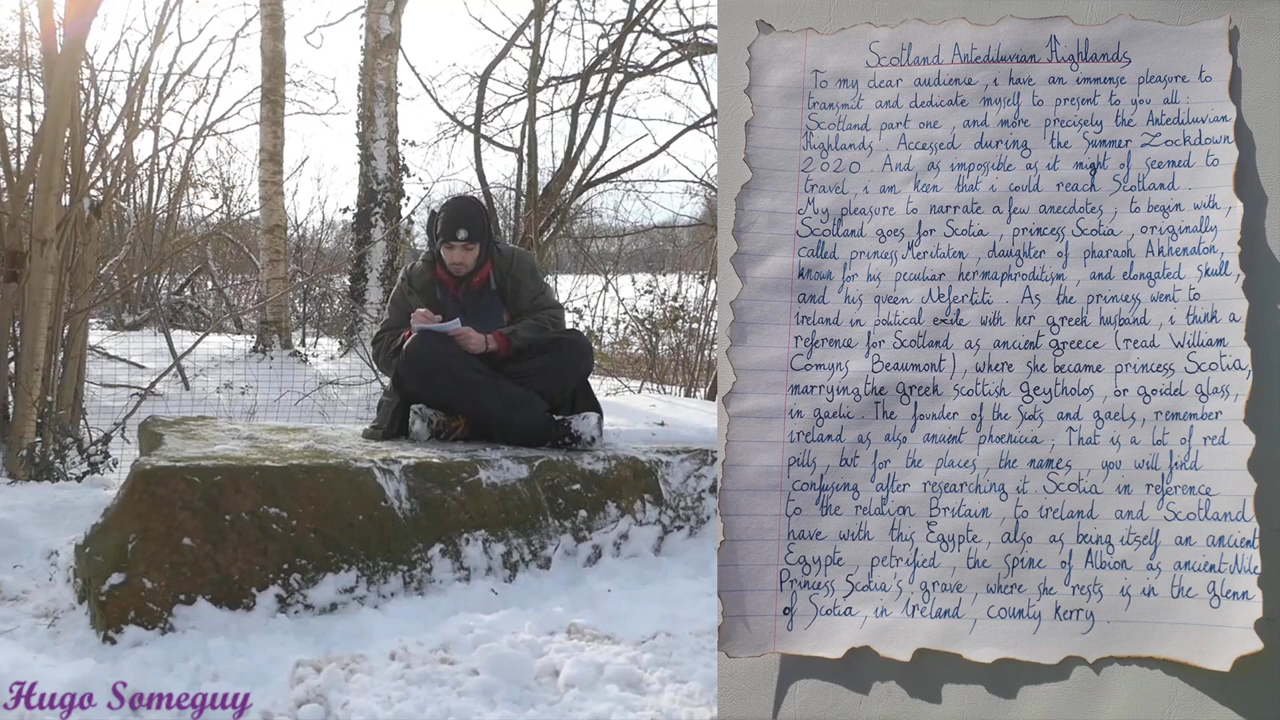 Scotland Antediluvian Highlands
To my dear audience, i have an immense pleasure to
transmit and dedicate myself to present to you all :
Scotland part one, and more precisely the Antediluvian
Highlands. Accessed during the Summer Lockdown
2020. And as impossible as it might of seemed to
travel, i am keen that i could reach Scotland.
My pleasure to narrate a few anecdotes ; to begin with,
Scotland goes for Scotia, princess Scotia, originally
called princess Meritaten, daughter of pharaoh Akhenaton,
known for his peculiar hermaphroditism, and elongated skull,
and his queen Nefertiti. As the princess went to
ireland in political exile with her greek husband, i think a
reference for Scotland as ancient greece (read William
Comyns Beaumont), where she became princess Scotia,
marrying the greek scottish geytholos, or goidel glass,
in gaelic. The founder of the Scots and gaels, remember
ireland as also ancient phoenicia ; That is a lot of red
pills, but for the places, the names, you will find
confusing after researching it. Scotia in reference
to the relation Britain, to ireland and Scotland
have with this Egypte, also as being itself an ancient
Egypte, petrified, the spine of Albion as ancient Nile
Princess Scotia's grave, where she rests is in the glenn
of Scotia, in ireland, county kerry.
Hugo Someguy